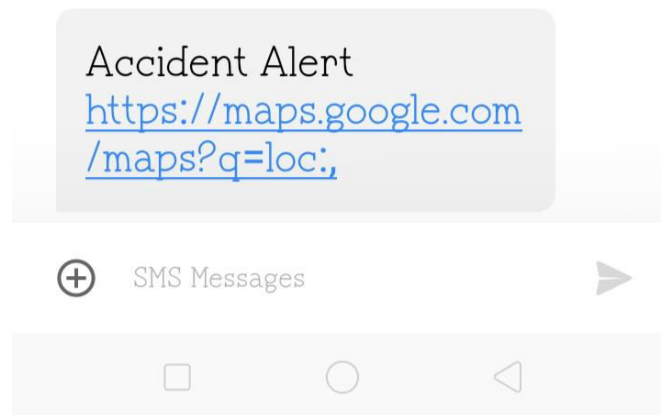 Accident Alert
https://maps.google.com
/maps?q=loc:,
SMS Messages